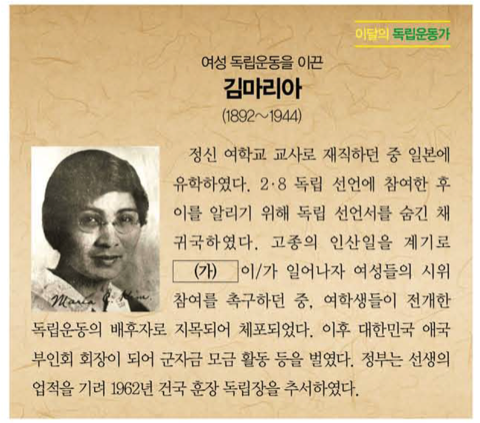 이달의 독립운동가
여성 독립운동을 이끈
김마리아
(1892~1944)
정신 여학교 교사로 재직하던 중 일본에
유학하였다. 2·8 독립 선언에 참여한 후
이를 알리기 위해 독립 선언서를 숨긴 채
귀국하였다. 고종의 인산일을 계기로
(가) 이/가 일어나자 여성들의 시위
참여를 촉구하던 중, 여학생들이 전개한
독립운동의 배후자로 지목되어 체포되었다. 이후 대한민국 애국
부인회 회장이 되어 군자금 모금 활동 등을 벌였다. 정부는 선생의
업적을 기려 1962년 건국 훈장 독립장을 추서하였다.
Maria C. Kim.